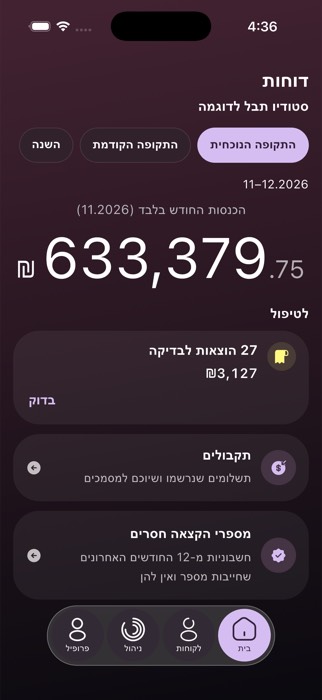 4:36
דוחות
סטודיו תבל לדוגמה
התקופה הנוכחית
התקופה הקודמת
השנה
11–12.2026
הכנסות החודש בלבד (11.2026)
₪ 633,379.75
לטיפול
27 הוצאות לבדיקה
₪3,127
בדוק
תקבולים
תשלומים שנרשמו ושיוכם למסמכים
מספרי הקצאה חסרים
חשבוניות מ-12 החודשים האחרונים
שחייבות מספר ואין להן
בית
לקוחות
ניהול
פרופיל